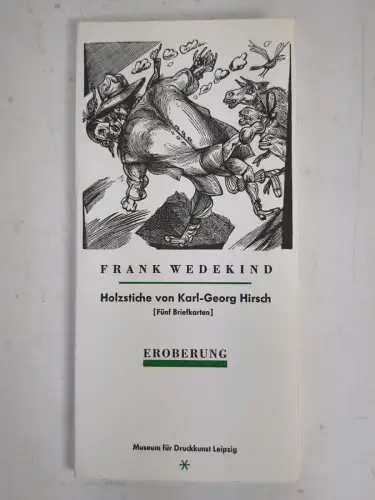 FRANK WEDEKIND
Holzstiche von Karl-Georg Hirsch
[Fünf Briefkarten]
EROBERUNG
Museum für Druckkunst Leipzig